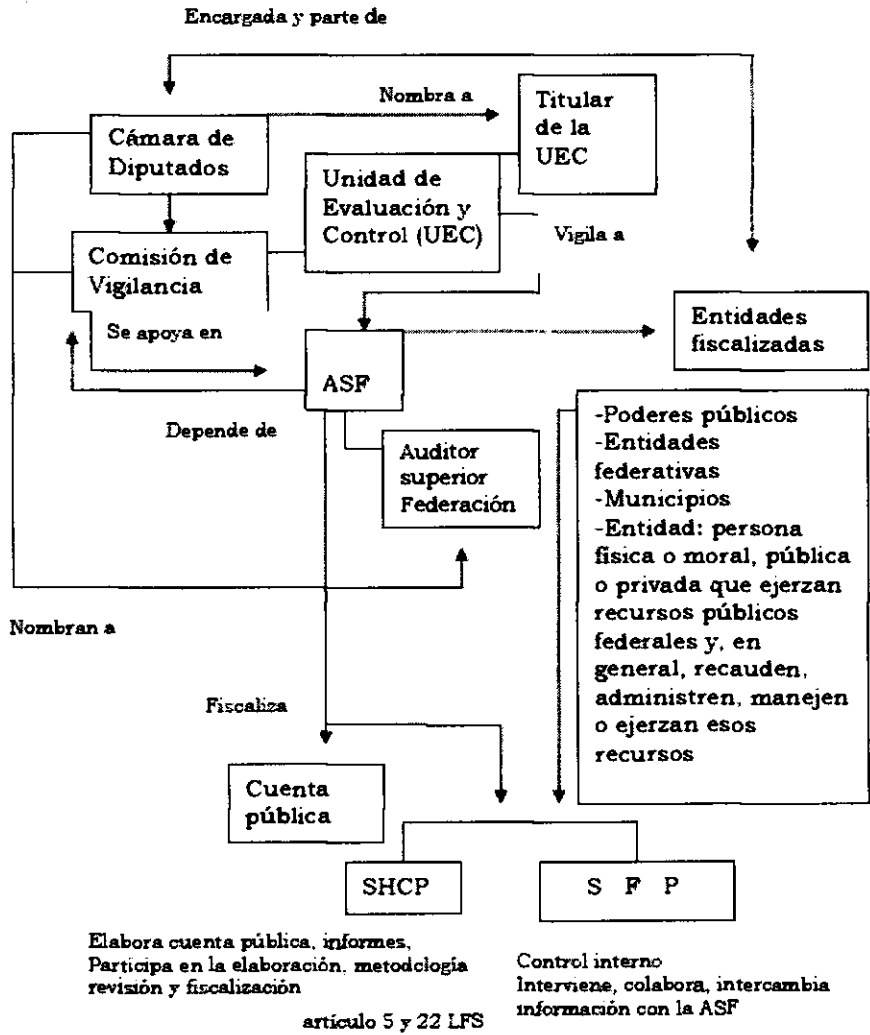 Encargada y parte de
Nombra a
Titular
de la
UEC
Cámara de
Diputados
Unidad de
Evaluación y
Control (UEC)
Vigila a
Comisión de
Vigilancia
Se apoya en
Entidades
fiscalizadas
ASF
Depende de
Auditor
superior
Federación
-Poderes públicos
-Entidades
federativas
-Municipios
-Entidad: persona
física o moral, pública
o privada que ejerzan
recursos públicos
federales y, en
general, recauden,
administren, manejen
o ejerzan esos
recursos
Nombran a
Fiscaliza
Cuenta
pública
SHCP
S F P
Elabora cuenta pública, informes,
Participa en la elaboración, metodología
revisión y fiscalización
Control interno
Interviene, colabora, intercambia
información con la ASF
artículo 5 y 22 LFS